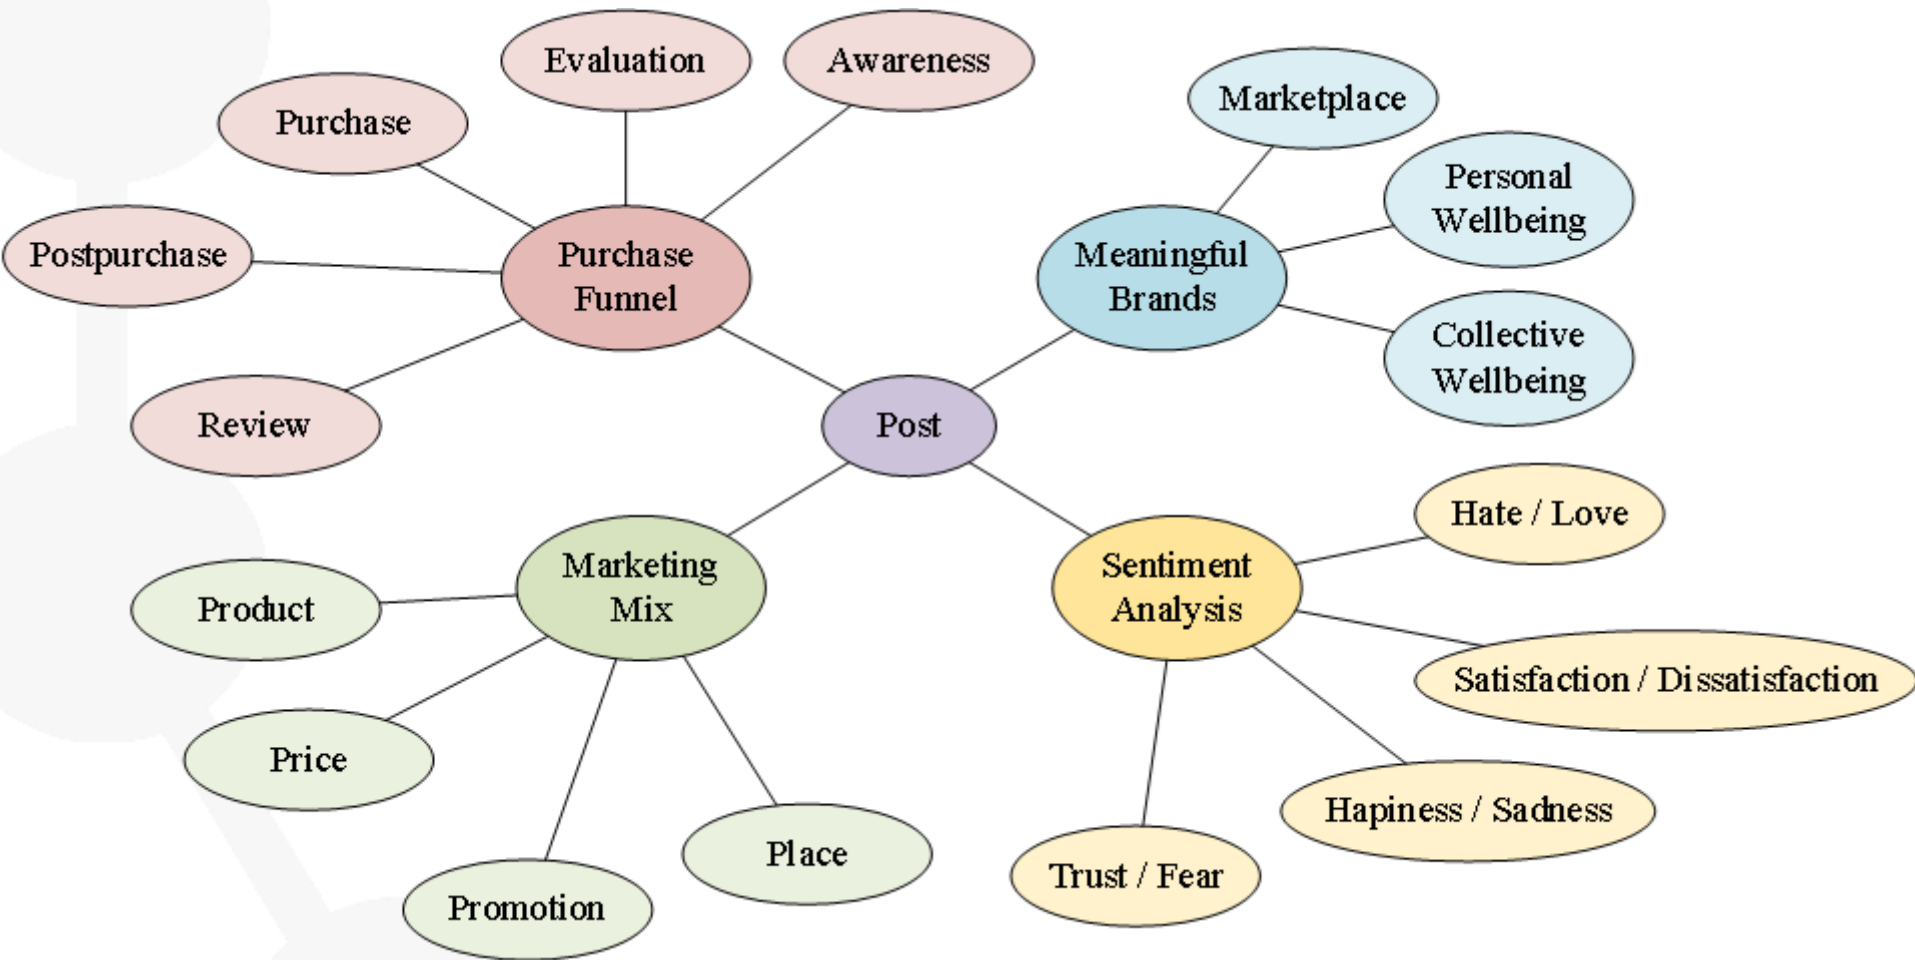 Evaluation
Awareness
Purchase
Marketplace
Personal
Wellbeing
Postpurchase
Purchase
Funnel
Meaningful
Brands
Collective
Wellbeing
Review
Post
Hate / Love
Marketing
Mix
Sentiment
Analysis
Product
Satisfaction / Dissatisfaction
Price
Hapiness / Sadness
Place
Trust / Fear
Promotion